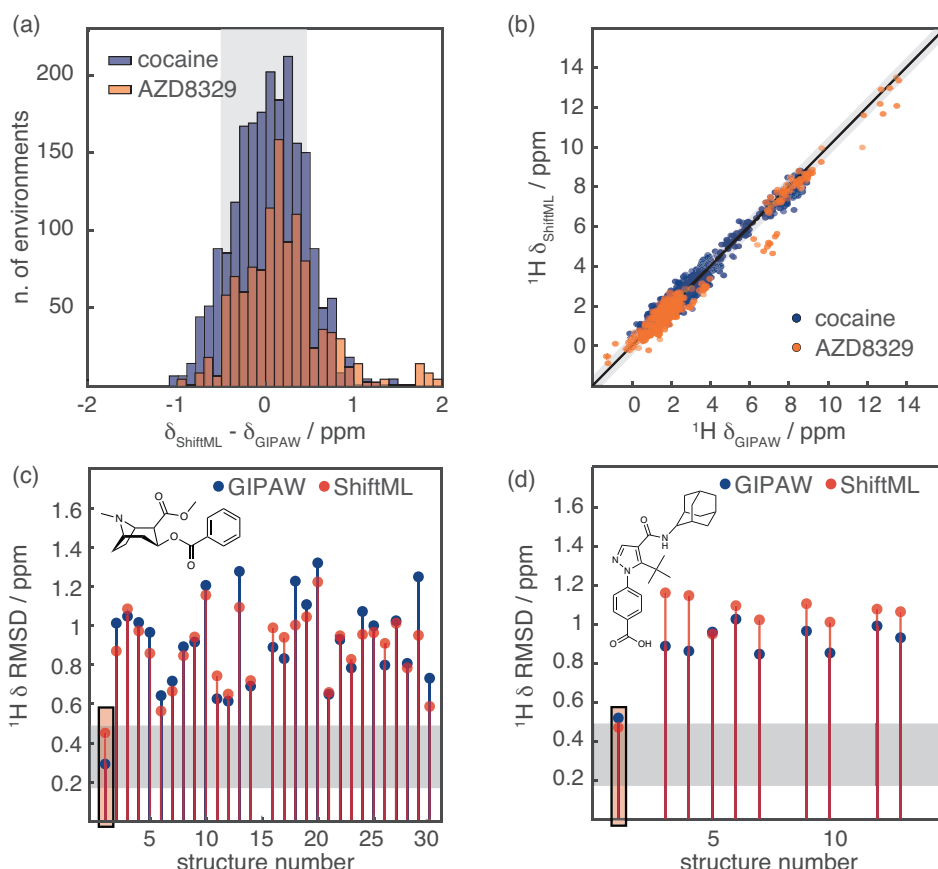 (a)
cocaine
AZD8329
200
150
100
50
n. of environments
-2
-1
0
1
2
δShiftML - δGIPAW / ppm
(b)
14
12
10
8
6
4
2
0
¹H δShiftML / ppm
cocaine
AZD8329
0 2 4 6 8 10 12 14
¹H δGIPAW / ppm
(c)
GIPAW
ShiftML
1.6
1.4
1.2
1.0
0.8
0.6
0.4
0.2
¹H δ RMSD / ppm
N
O
O
O
O
5 10 15 20 26 30
structure number
(d)
GIPAW
ShiftML
1.6
1.4
1.2
1.0
0.8
0.6
0.4
0.2
¹H δ RMSD / ppm
O
N
H
N
N
O
OH
5 10
structure number